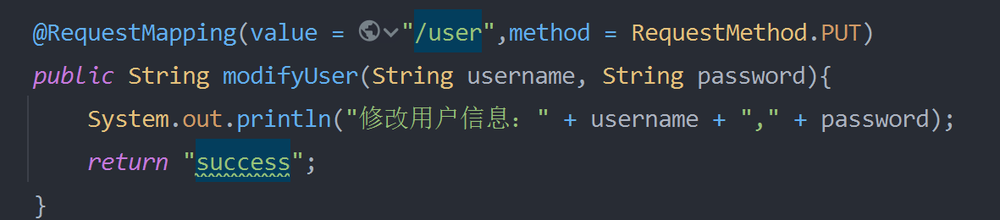 @RequestMapping(value = "/user",method = RequestMethod.PUT)
public String modifyUser(String username, String password){
System.out.println("修改用户信息：" + username + "," + password);
return "success";
}